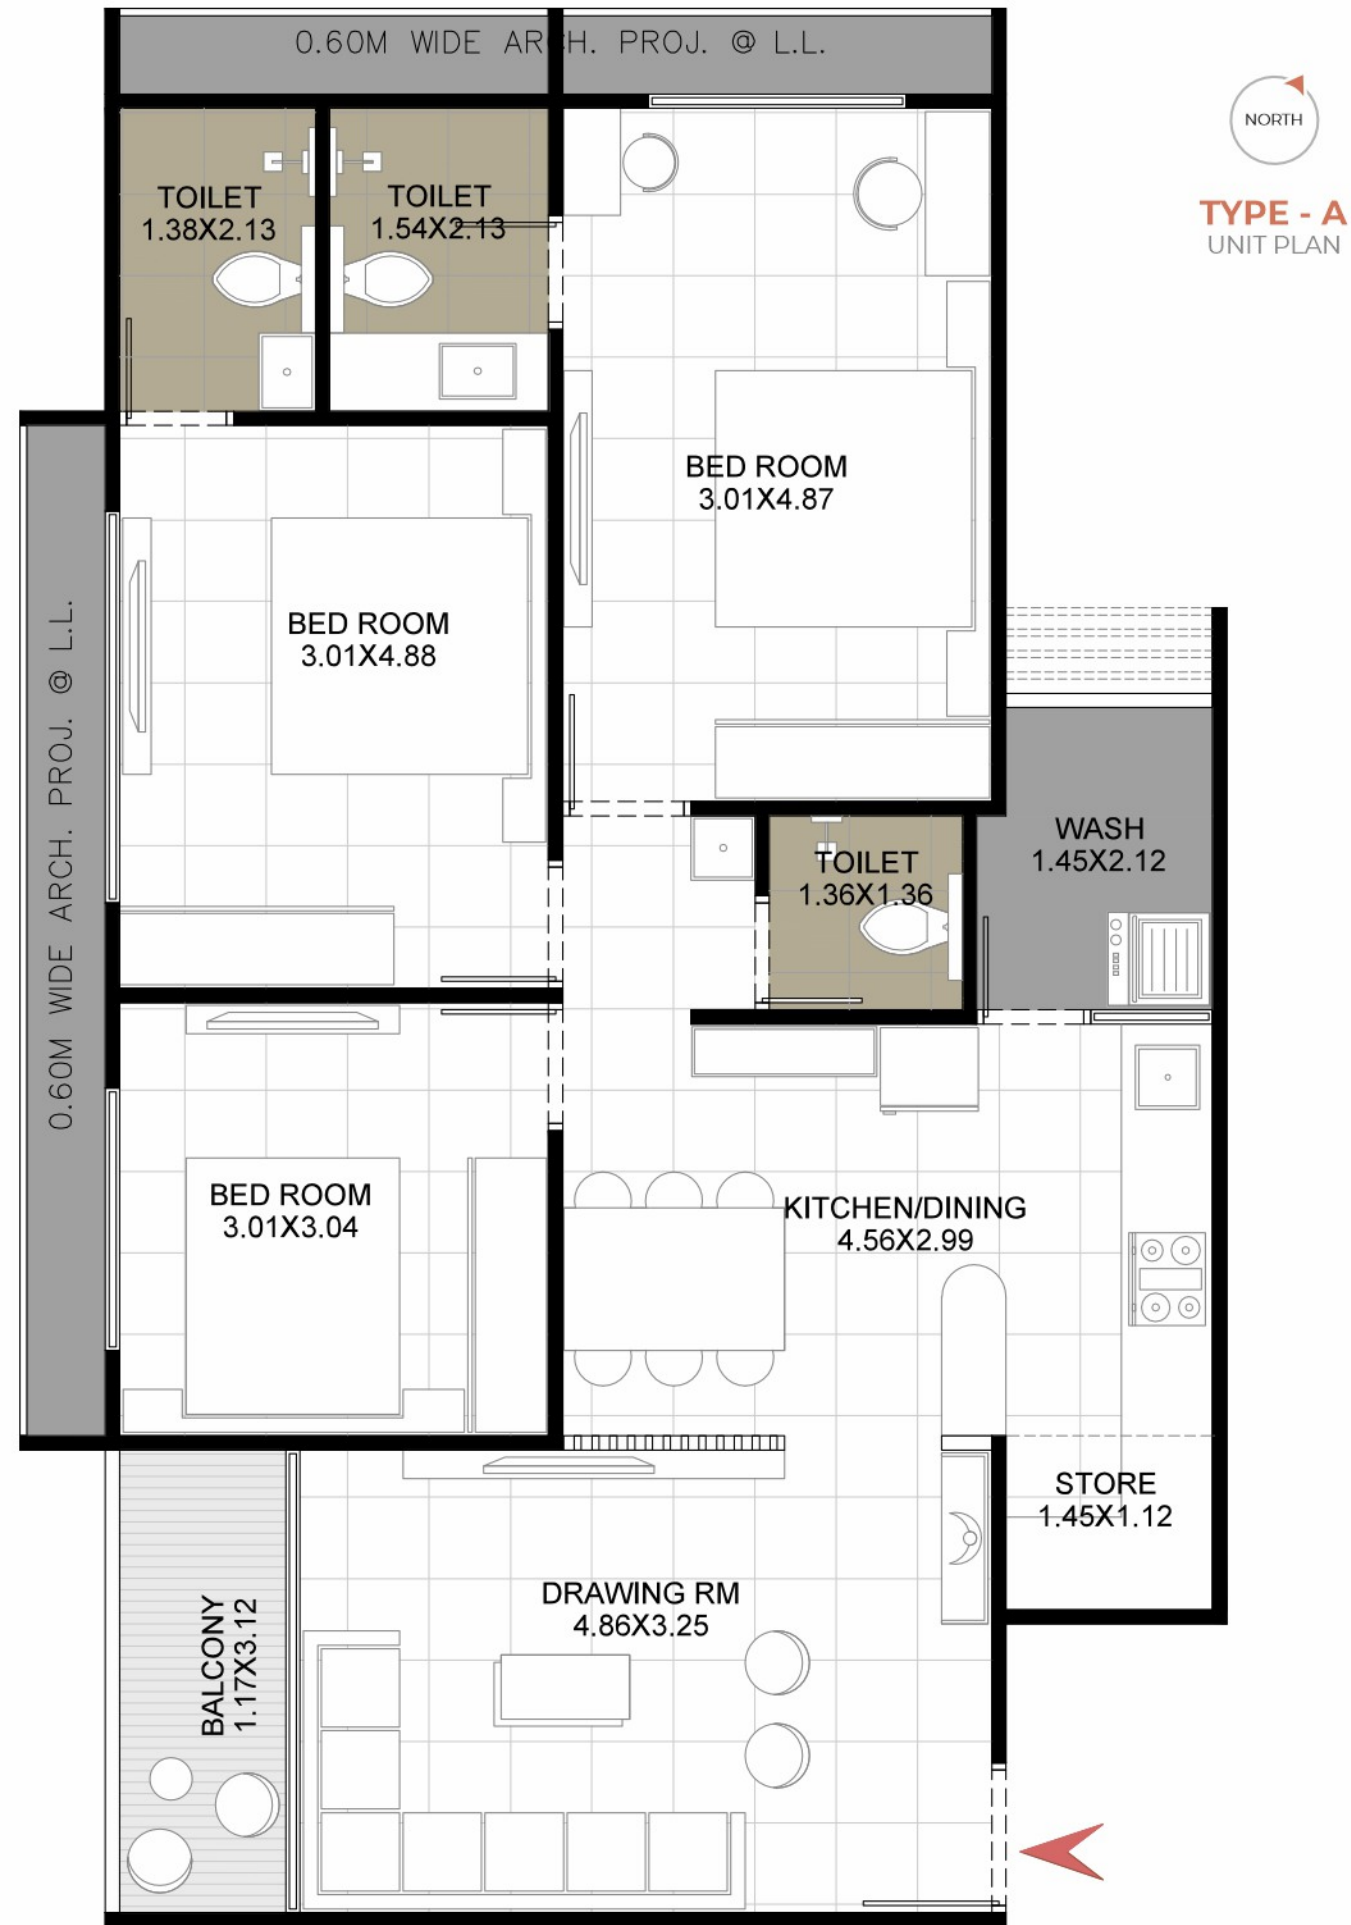 0.60M WIDE ARCH. PROJ. @ L.L.
NORTH
TYPE - A
UNIT PLAN
TOILET
1.38X2.13
TOILET
1.54X2.13
BED ROOM
3.01X4.87
BED ROOM
3.01X4.88
0.60M WIDE ARCH. PROJ. @ L.L.
WASH
1.45X2.12
TOILET
1.36X1.36
BED ROOM
3.01X3.04
KITCHEN/DINING
4.56X2.99
STORE
1.45X1.12
DRAWING RM
4.86X3.25
BALCONY
1.17X3.12